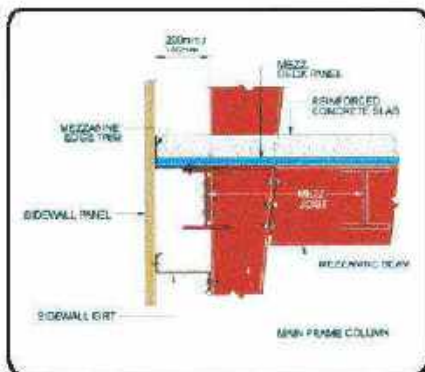 MEZZ
DECK PANEL
REINFORCED
CONCRETE SLAB
MEZZANINE
EDGE TRIM
MEZZ
JOIST
SIDEWALL PANEL
MEZZANINE BEAM
SIDEWALL GIRT
MAIN FRAME COLUMN